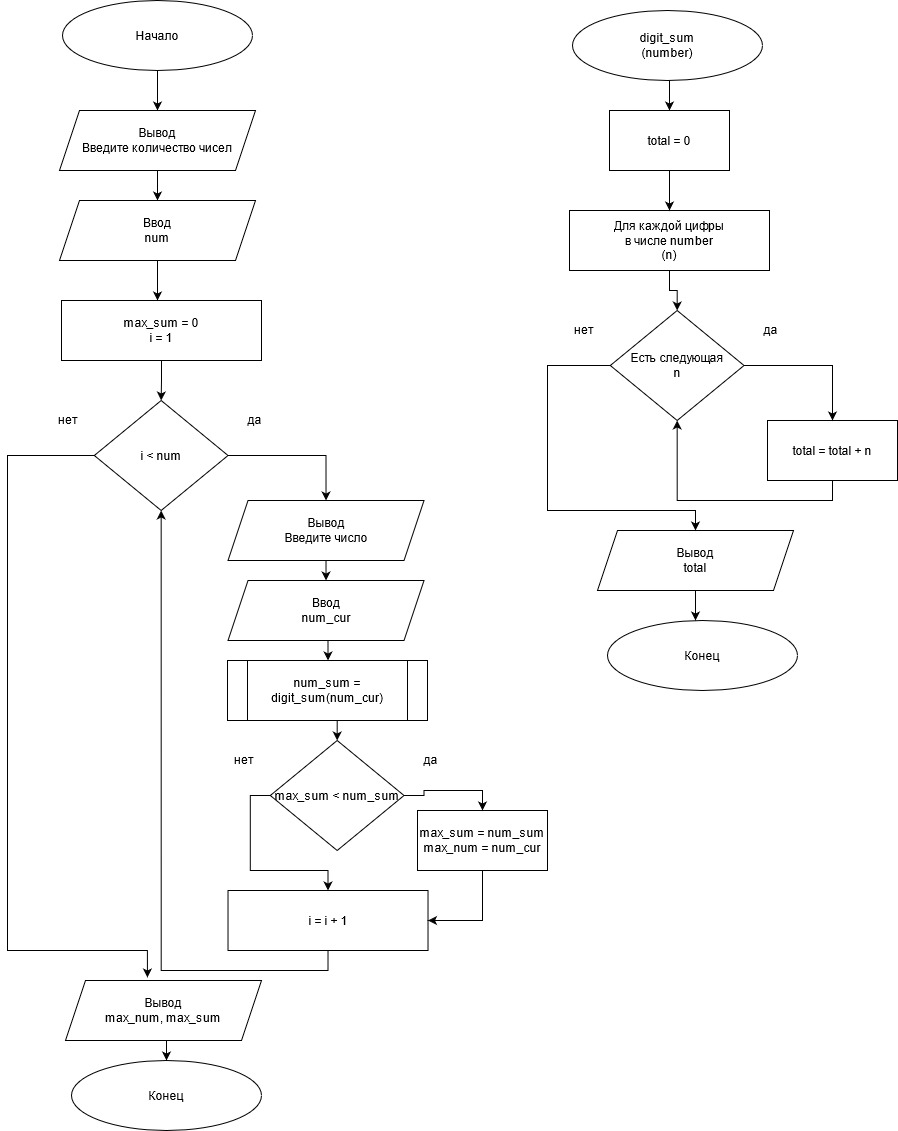 Начало
Вывод
Введите количество чисел
Ввод
num
max_sum = 0
i = 1
нет
да
i < num
Вывод
Введите число
Ввод
num_cur
num_sum =
digit_sum(num_cur)
нет
да
max_sum < num_sum
max_sum = num_sum
max_num = num_cur
i = i + 1
Вывод
max_num, max_sum
Конец
digit_sum
(number)
total = 0
Для каждой цифры
в числе number
(n)
нет
да
Есть следующая
n
total = total + n
Вывод
total
Конец